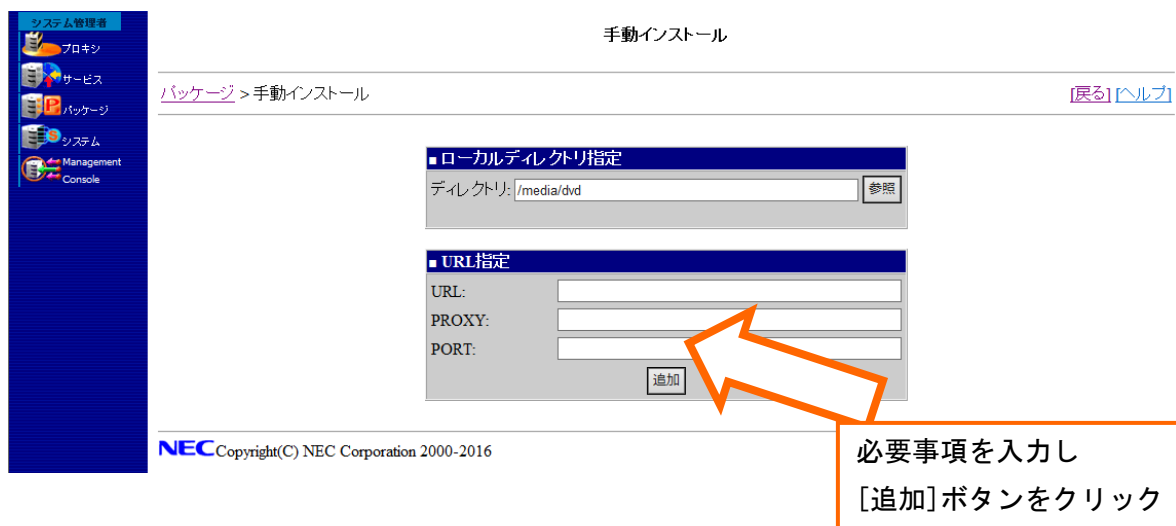 システム管理者
プロキシ
サービス
パッケージ
システム
Management
Console
手動インストール
パッケージ > 手動インストール
[戻る] [ヘルプ]
■ ローカルディレクトリ指定
ディレクトリ: /media/dvd 参照
■ URL指定
URL:
PROXY:
PORT:
追加
NEC Copyright(C) NEC Corporation 2000-2016
必要事項を入力し
[追加]ボタンをクリック